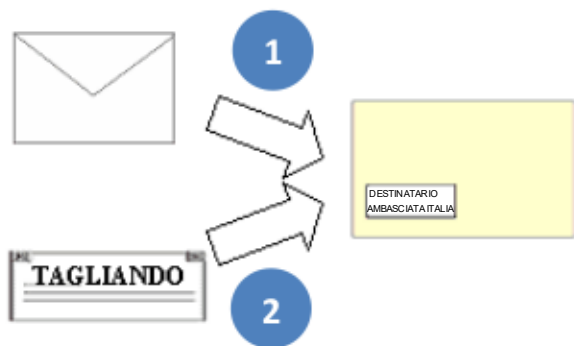 1
DESTINATARIO
AMBASCIATA ITALIA
TAGLIANDO
2